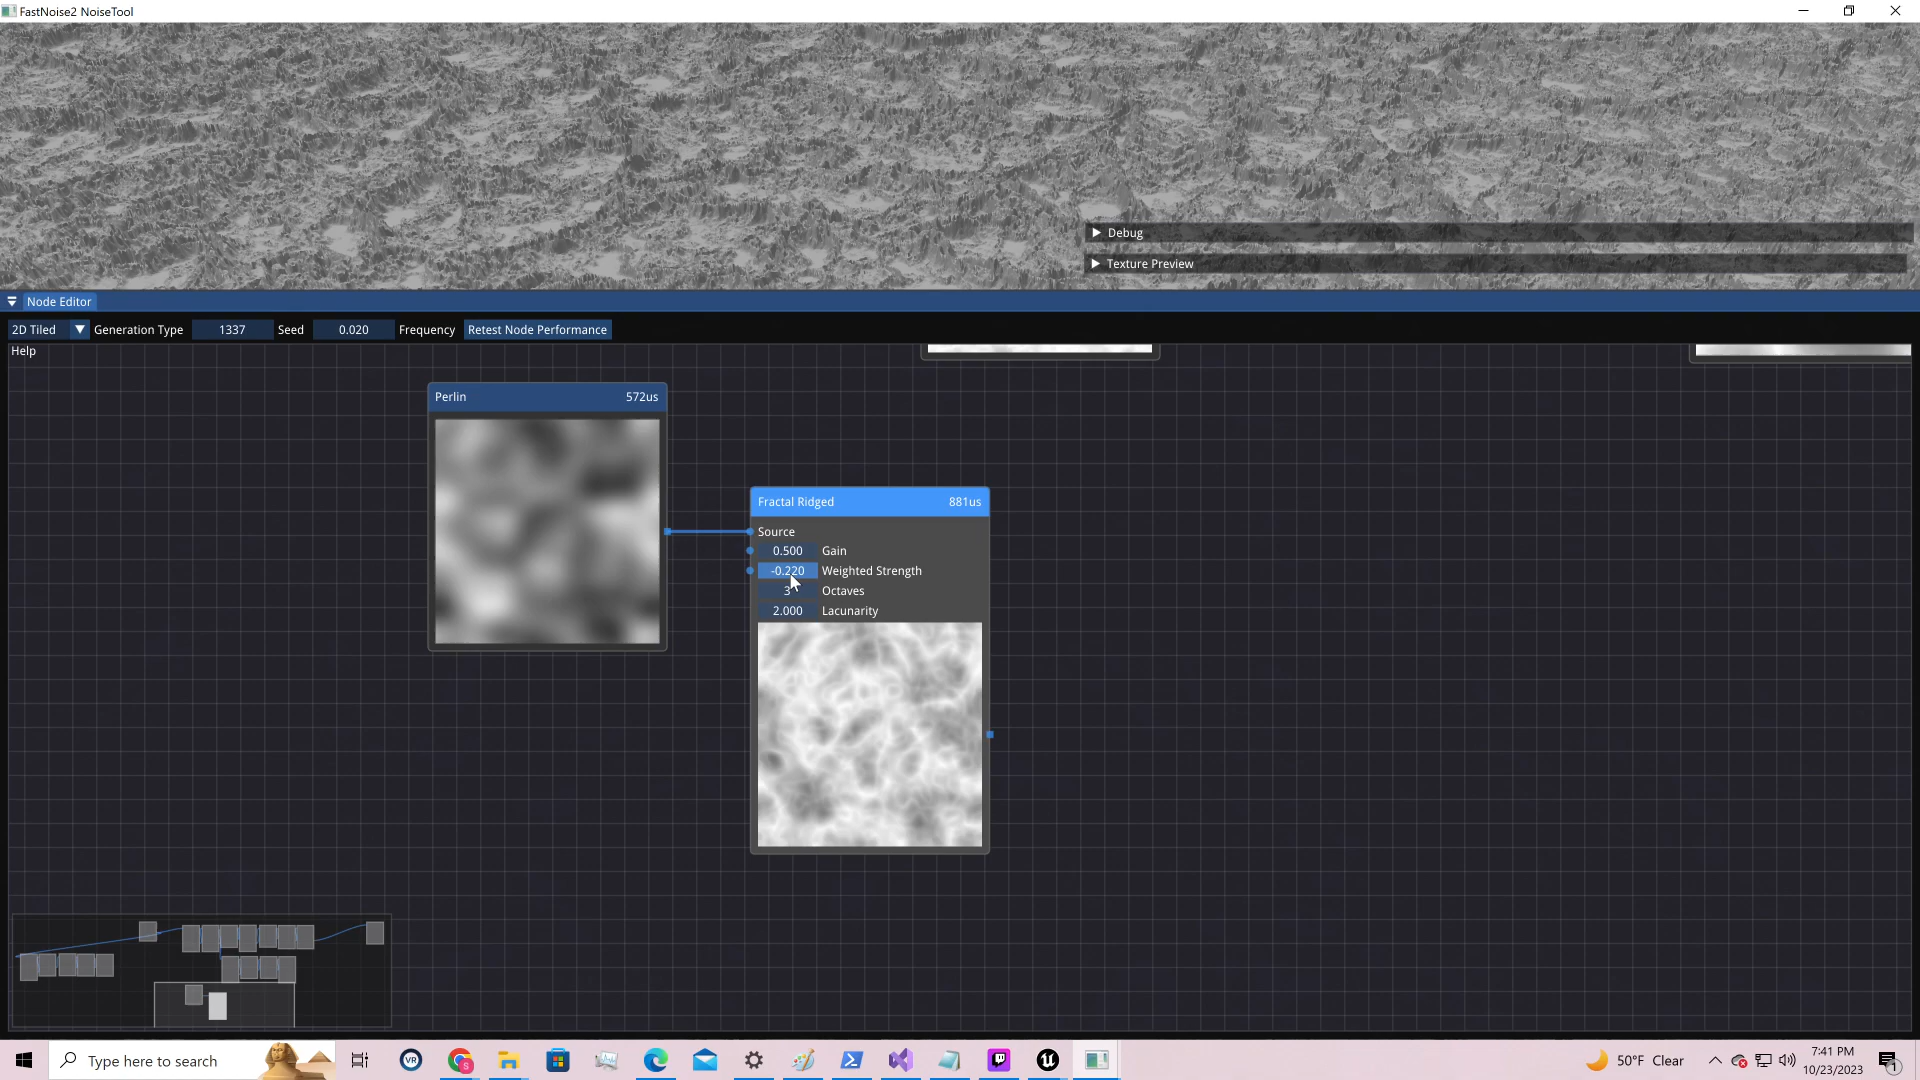 FastNoise2 NoiseTool
Debug
Texture Preview
Node Editor
2D Tiled Generation Type 1337 Seed 0.020 Frequency Retest Node Performance
Help
Perlin 572us
Fractal Ridged 881us
Source
0.500 Gain
-0.220 Weighted Strength
3 Octaves
2.000 Lacunarity
Type here to search
VR
S
50°F Clear
7:41 PM
10/23/2023
1